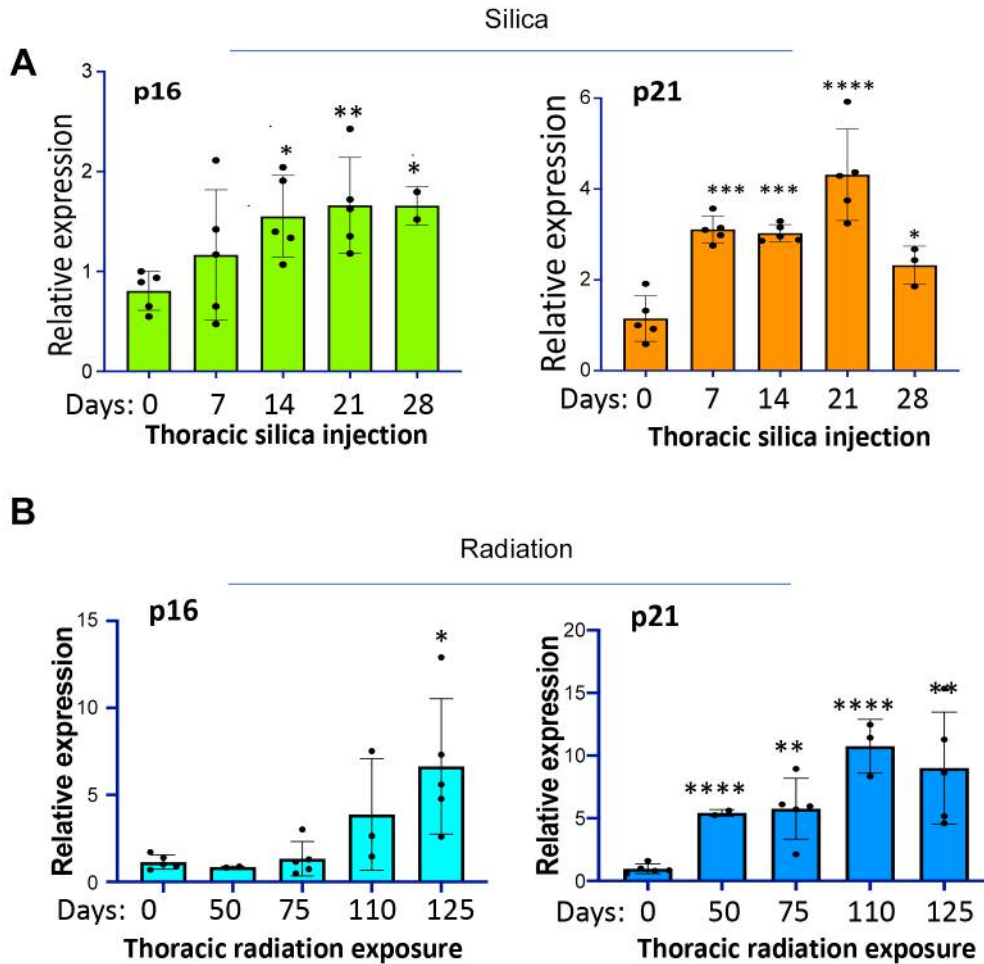 Silica
A
p16
p21
Relative expression
3
2
1
0
*
**
*
Days: 0 7 14 21 28
Thoracic silica injection
Relative expression
6
4
2
0
***
***
****
*
Days: 0 7 14 21 28
Thoracic silica injection
B
Radiation
p16
p21
Relative expression
15
10
5
0
*
Days: 0 50 75 110 125
Thoracic radiation exposure
Relative expression
20
15
10
5
0
****
**
****
**
Days: 0 50 75 110 125
Thoracic radiation exposure